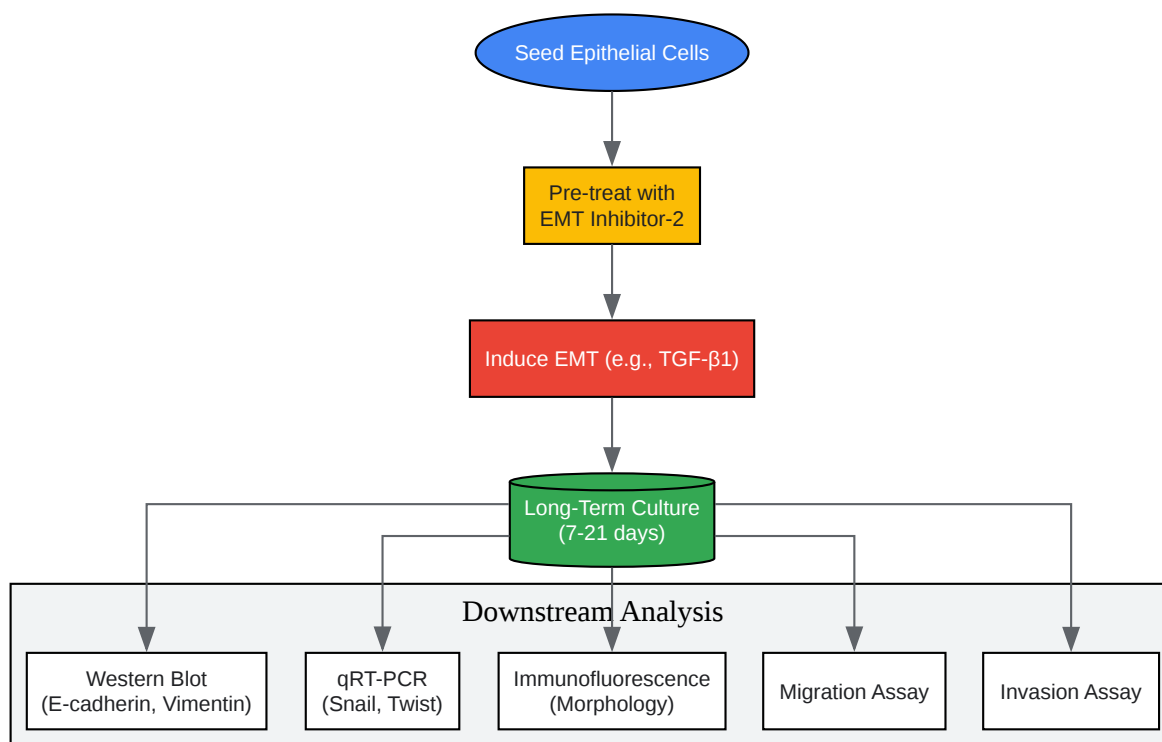 Seed Epithelial Cells
Pre-treat with
EMT Inhibitor-2
Induce EMT (e.g., TGF-β1)
Long-Term Culture
(7-21 days)
Downstream Analysis
Western Blot
(E-cadherin, Vimentin)
qRT-PCR
(Snail, Twist)
Immunofluorescence
(Morphology)
Migration Assay
Invasion Assay